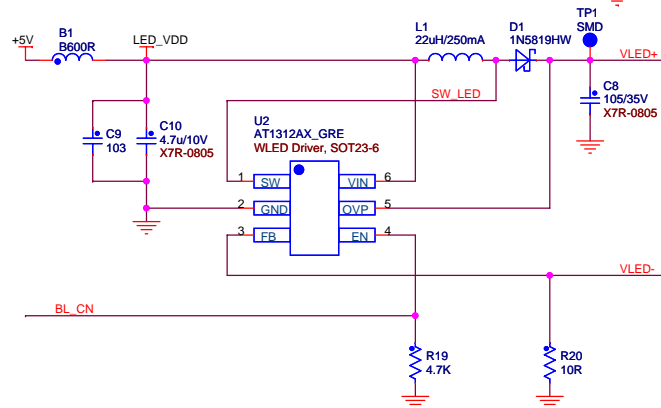 TP1
SMD
B1
B600R
+5V
LED_VDD
L1
22uH/250mA
D1
1N5819HW
VLED+
SW_LED
C8
105/35V
X7R-0805
C9
103
C10
4.7u/10V
X7R-0805
U2
AT1312AX_GRE
WLED Driver, SOT23-6
1 SW VIN 6
2 GND OVP 5
3 FB EN 4
VLED-
BL_CN
R19
4.7K
R20
10R